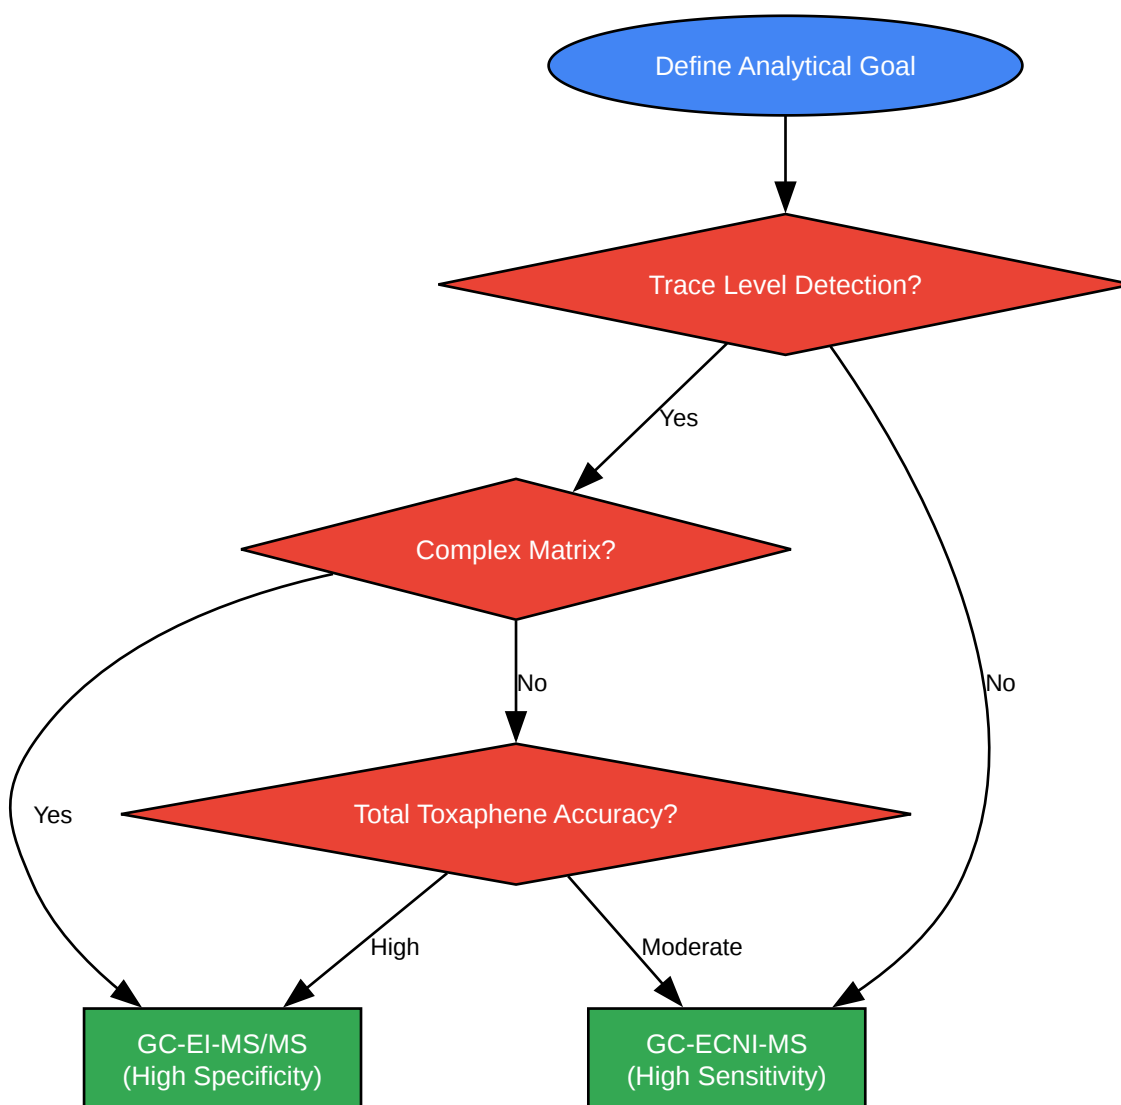 Define Analytical Goal
Trace Level Detection?
Yes
Complex Matrix?
No
No
Yes
Total Toxaphene Accuracy?
High
Moderate
GC-EI-MS/MS
(High Specificity)
GC-ECNI-MS
(High Sensitivity)